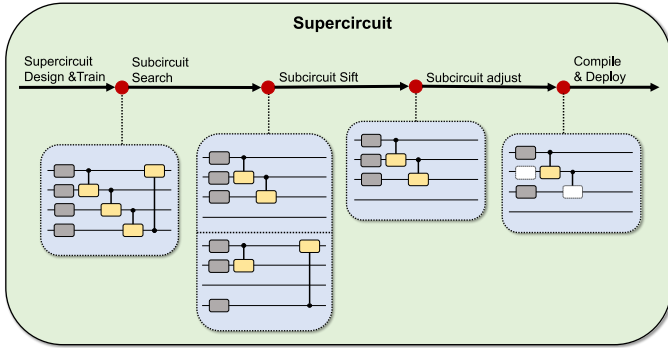 Supercircuit
Supercircuit
Design &Train
Subcircuit
Search
Subcircuit Sift
Subcircuit adjust
Compile
& Deploy